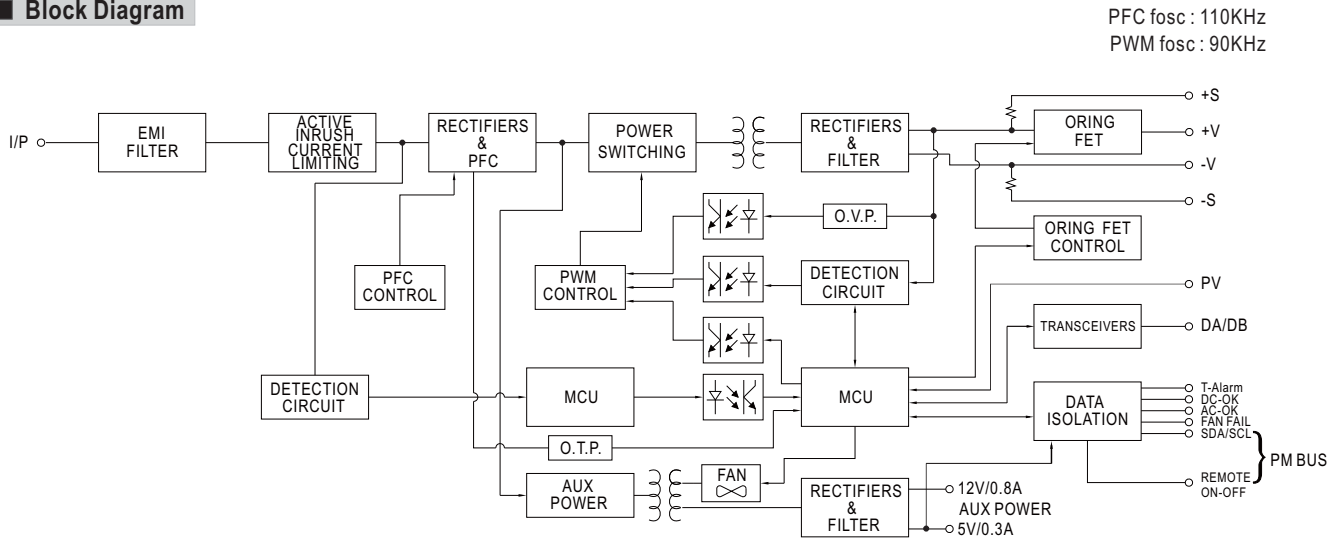 Block Diagram
PFC fosc : 110KHz
PWM fosc : 90KHz
I/P
EMI
FILTER
ACTIVE
INRUSH
CURRENT
LIMITING
RECTIFIERS
&
PFC
POWER
SWITCHING
RECTIFIERS
&
FILTER
ORING
FET
+S
+V
-V
-S
O.V.P.
ORING FET
CONTROL
PFC
CONTROL
PWM
CONTROL
DETECTION
CIRCUIT
PV
TRANSCEIVERS
DA/DB
DETECTION
CIRCUIT
MCU
MCU
DATA
ISOLATION
T-Alarm
DC-OK
AC-OK
FAN FAIL
SDA/SCL
PM BUS
REMOTE
ON-OFF
O.T.P.
AUX
POWER
FAN
RECTIFIERS
&
FILTER
12V/0.8A
AUX POWER
5V/0.3A